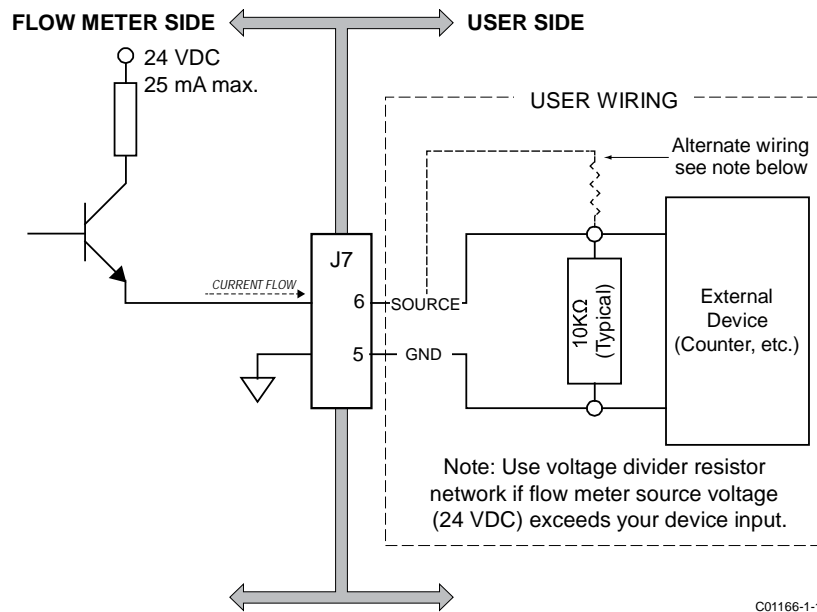 FLOW METER SIDE
USER SIDE
24 VDC
25 mA max.
USER WIRING
Alternate wiring
see note below
J7
CURRENT FLOW
6
SOURCE
5
GND
10KΩ
(Typical)
External
Device
(Counter, etc.)
Note: Use voltage divider resistor
network if flow meter source voltage
(24 VDC) exceeds your device input.